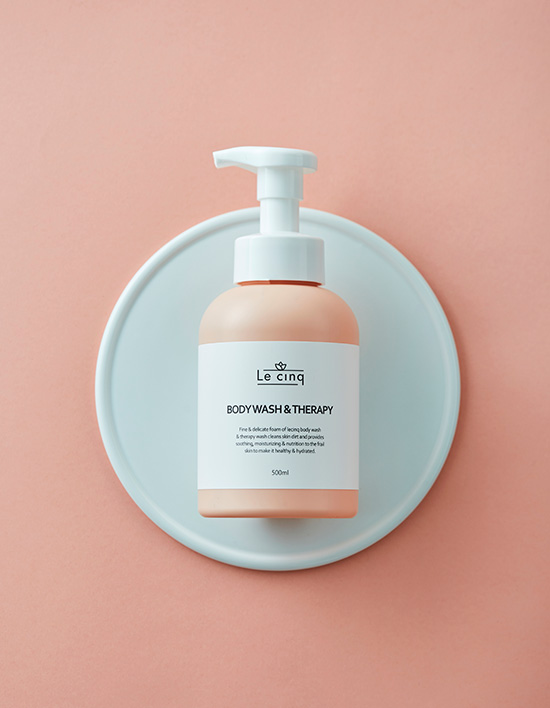 Le cinq
BODY WASH & THERAPY
Fine & delicate foam of lecinq body wash
& therapy wash cleans skin dirt and provides
soothing, moisturizing & nutrition to the frail
skin to make it healthy & hydrated.
500ml